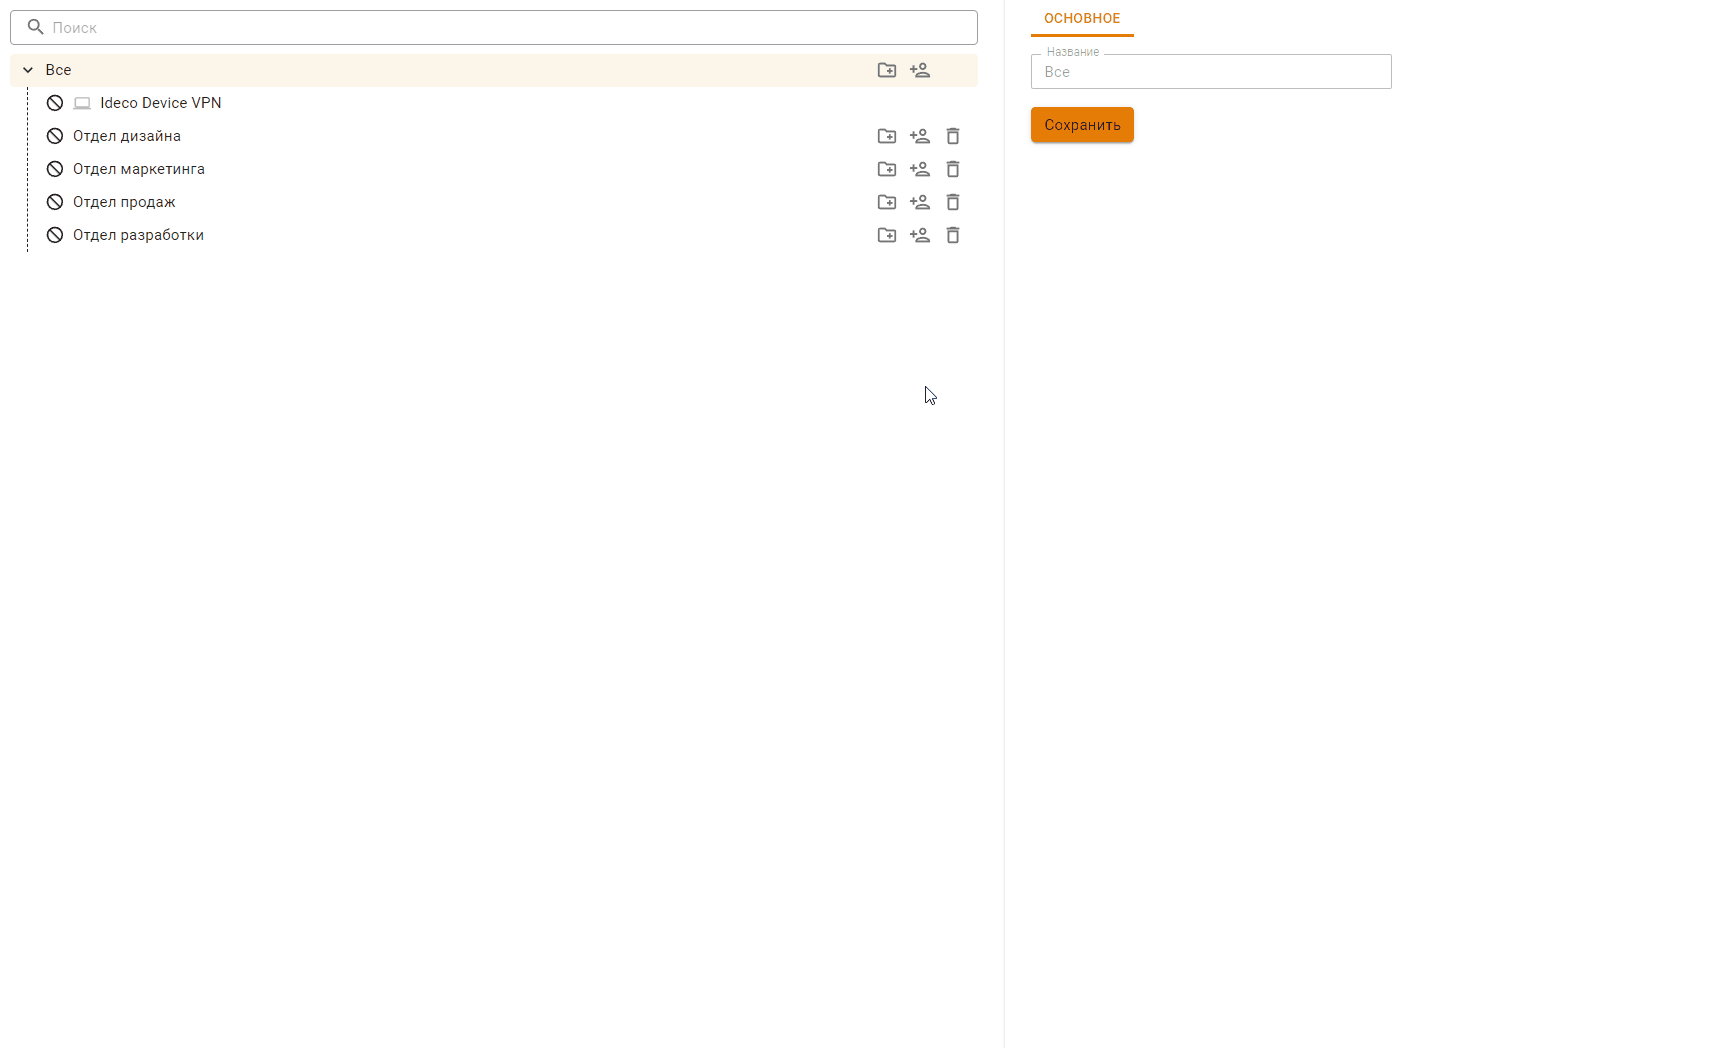 Поиск
Все
Ideco Device VPN
Отдел дизайна
Отдел маркетинга
Отдел продаж
Отдел разработки
ОСНОВНОЕ
Название
Все
Сохранить